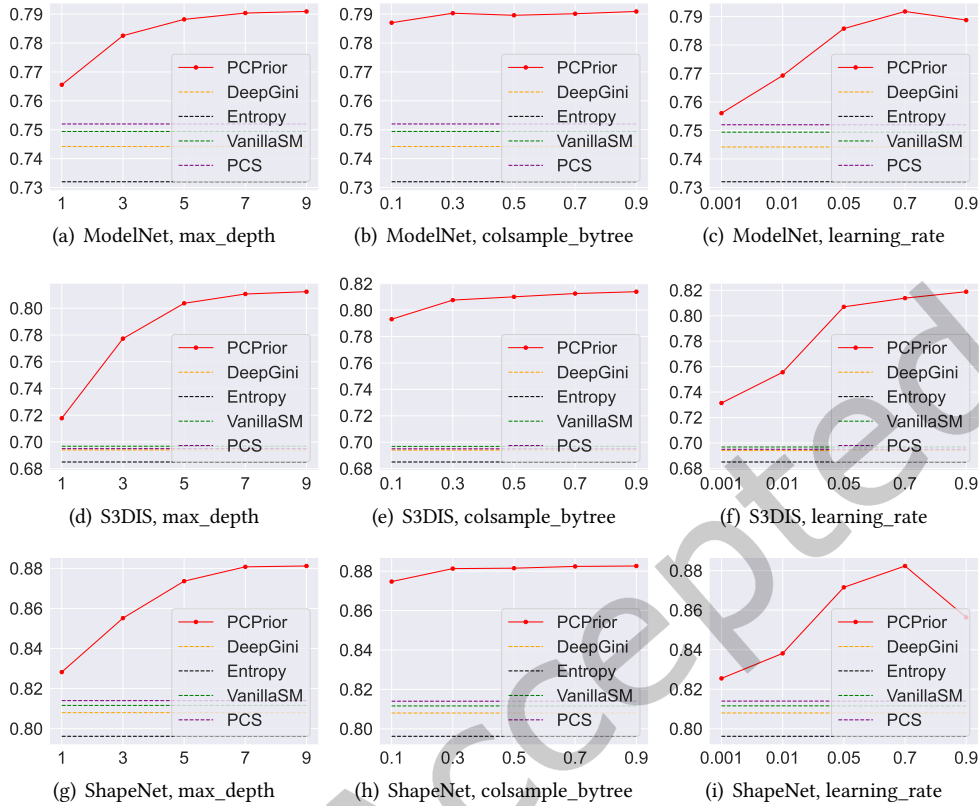 0.79
0.78
0.77
0.76
0.75
0.74
0.73
PCPrior
DeepGini
Entropy
VanillaSM
PCS
1 3 5 7 9
(a) ModelNet, max_depth
0.79
0.78
0.77
0.76
0.75
0.74
0.73
PCPrior
DeepGini
Entropy
VanillaSM
PCS
0.1 0.3 0.5 0.7 0.9
(b) ModelNet, colsample_bytree
0.79
0.78
0.77
0.76
0.75
0.74
0.73
PCPrior
DeepGini
Entropy
VanillaSM
PCS
0.001 0.01 0.05 0.7 0.9
(c) ModelNet, learning_rate
0.80
0.78
0.76
0.74
0.72
0.70
0.68
PCPrior
DeepGini
Entropy
VanillaSM
PCS
1 3 5 7 9
(d) S3DIS, max_depth
0.80
0.78
0.76
0.74
0.72
0.70
0.68
PCPrior
DeepGini
Entropy
VanillaSM
PCS
0.1 0.3 0.5 0.7 0.9
(e) S3DIS, colsample_bytree
0.82
0.80
0.78
0.76
0.74
0.72
0.70
0.68
PCPrior
DeepGini
Entropy
VanillaSM
PCS
0.001 0.01 0.05 0.7 0.9
(f) S3DIS, learning_rate
0.88
0.86
0.84
0.82
0.80
PCPrior
DeepGini
Entropy
VanillaSM
PCS
1 3 5 7 9
(g) ShapeNet, max_depth
0.88
0.86
0.84
0.82
0.80
PCPrior
DeepGini
Entropy
VanillaSM
PCS
0.1 0.3 0.5 0.7 0.9
(h) ShapeNet, colsample_bytree
0.88
0.86
0.84
0.82
0.80
PCPrior
DeepGini
Entropy
VanillaSM
PCS
0.001 0.01 0.05 0.7 0.9
(i) ShapeNet, learning_rate
Accepted